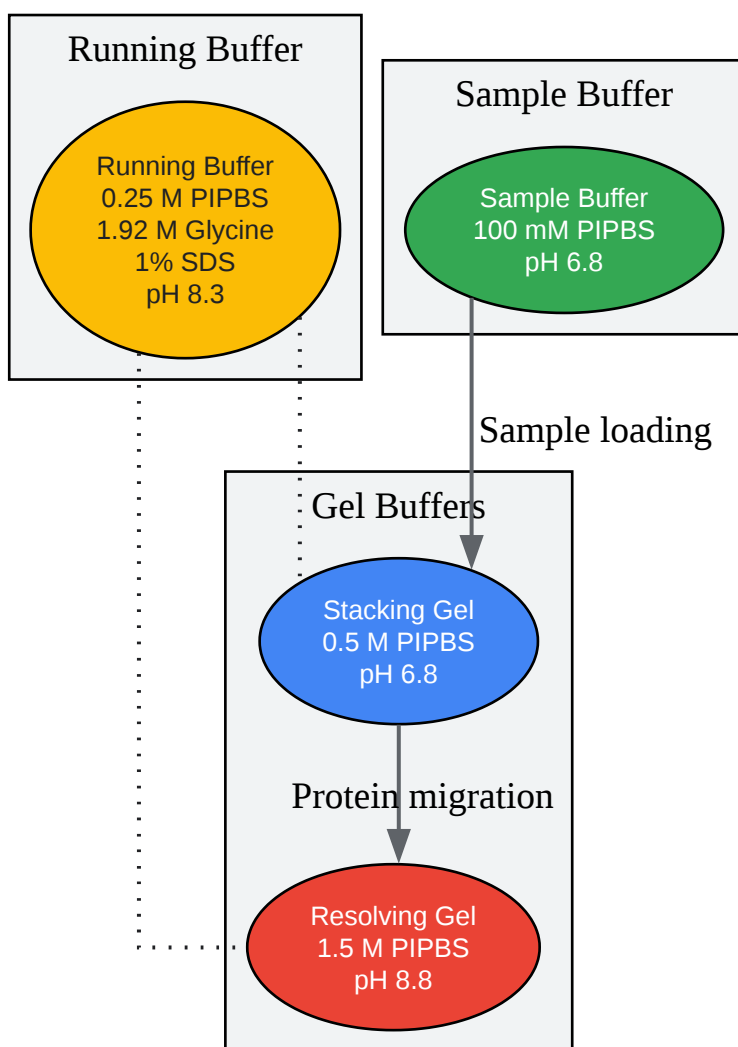 Running Buffer
Running Buffer
0.25 M PIPBS
1.92 M Glycine
1% SDS
pH 8.3
Sample Buffer
Sample Buffer
100 mM PIPBS
pH 6.8
Sample loading
Gel Buffers
Stacking Gel
0.5 M PIPBS
pH 6.8
Protein migration
Resolving Gel
1.5 M PIPBS
pH 8.8